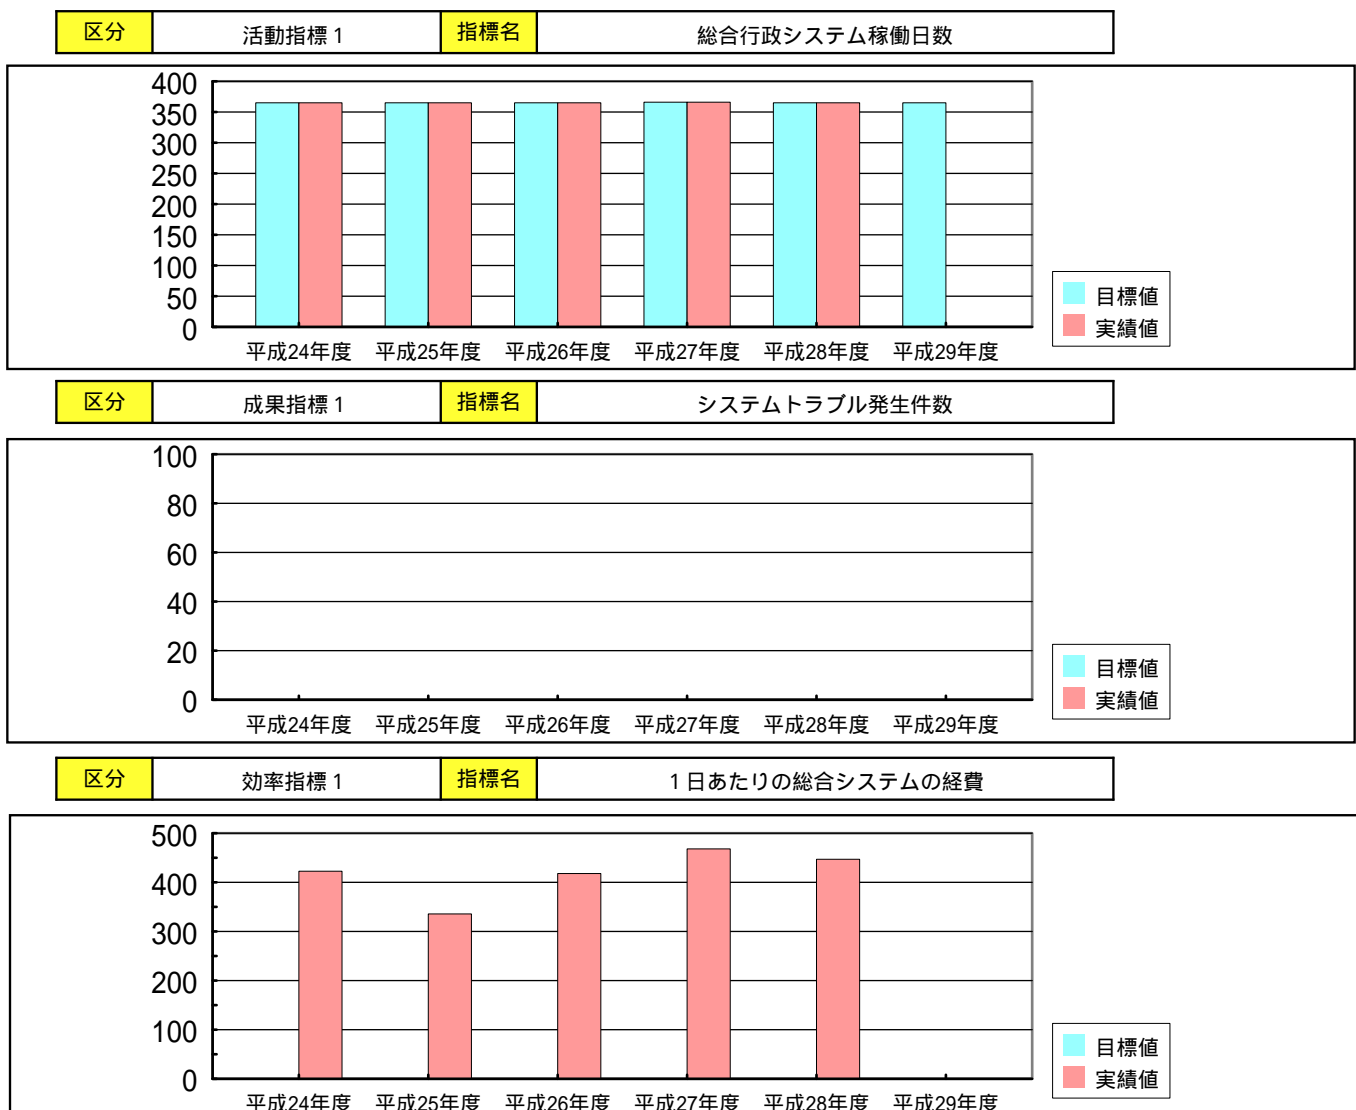 区分 活動指標1 指標名 総合行政システム稼働日数
400
350
300
250
200
150
100
50
0
平成24年度 平成25年度 平成26年度 平成27年度 平成28年度 平成29年度
目標値
実績値
区分 成果指標1 指標名 システムトラブル発生件数
100
80
60
40
20
0
平成24年度 平成25年度 平成26年度 平成27年度 平成28年度 平成29年度
目標値
実績値
区分 効率指標1 指標名 1日あたりの総合システムの経費
500
400
300
200
100
0
平成24年度 平成25年度 平成26年度 平成27年度 平成28年度 平成29年度
目標値
実績値